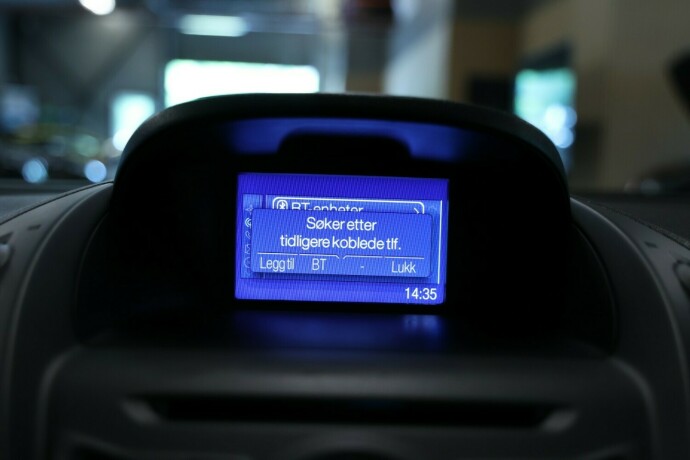 BT-enheter
Søker etter
tidligere koblede tlf.
Legg til BT - Lukk
14:35